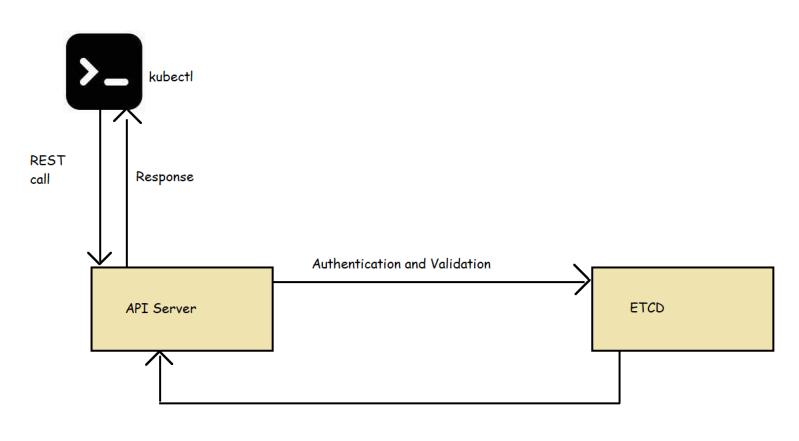 kubectl
REST
call
Response
Authentication and Validation
API Server
ETCD